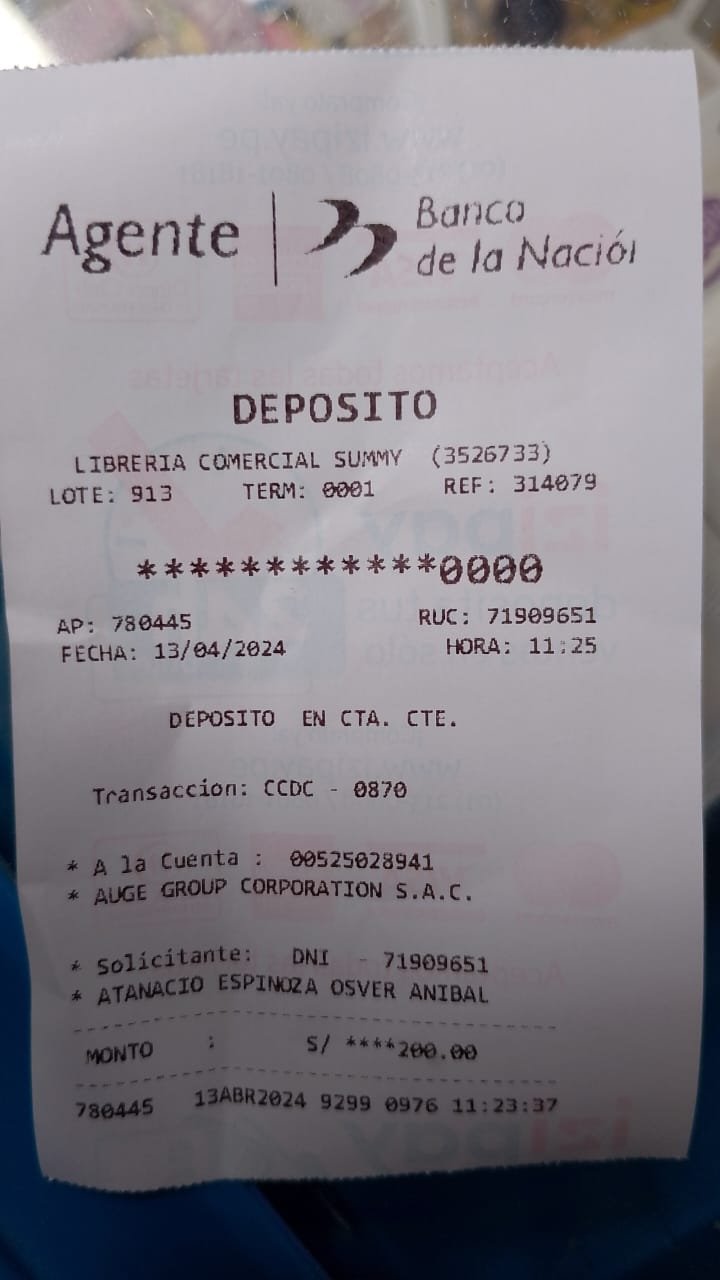 Agente | Banco
de la Nación
DEPOSITO
LIBRERIA COMERCIAL SUMMY (3526733)
LOTE: 913 TERM: 0001 REF: 314079
************0000
AP: 780445 RUC: 71909651
FECHA: 13/04/2024 HORA: 11:25
DEPOSITO EN CTA. CTE.
Transaccion: CCDC - 0870
* A la Cuenta : 00525028941
* AUGE GROUP CORPORATION S.A.C.
* Solicitante: DNI - 71909651
* ATANACIO ESPINOZA OSVER ANIBAL
MONTO : S/ ****200.00
780445 13ABR2024 9299 0976 11:23:37